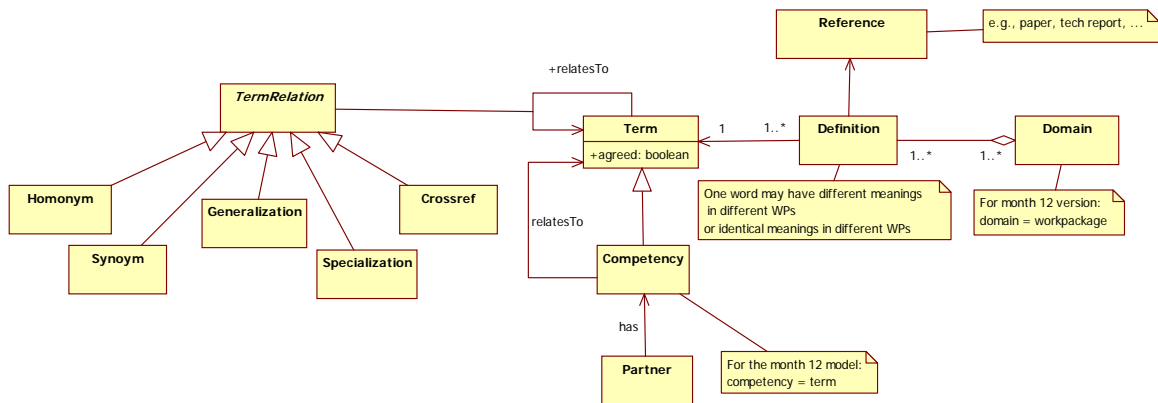 Reference
e.g., paper, tech report, ...
+relatesTo
TermRelation
Term
+agreed: boolean
1
1..*
Definition
1..*
1..*
Domain
Homonym
Synoym
Generalization
Specialization
Crossref
relatesTo
One word may have different meanings
in different WPs
or identical meanings in different WPs
For month 12 version:
domain = workpackage
Competency
has
Partner
For the month 12 model:
competency = term